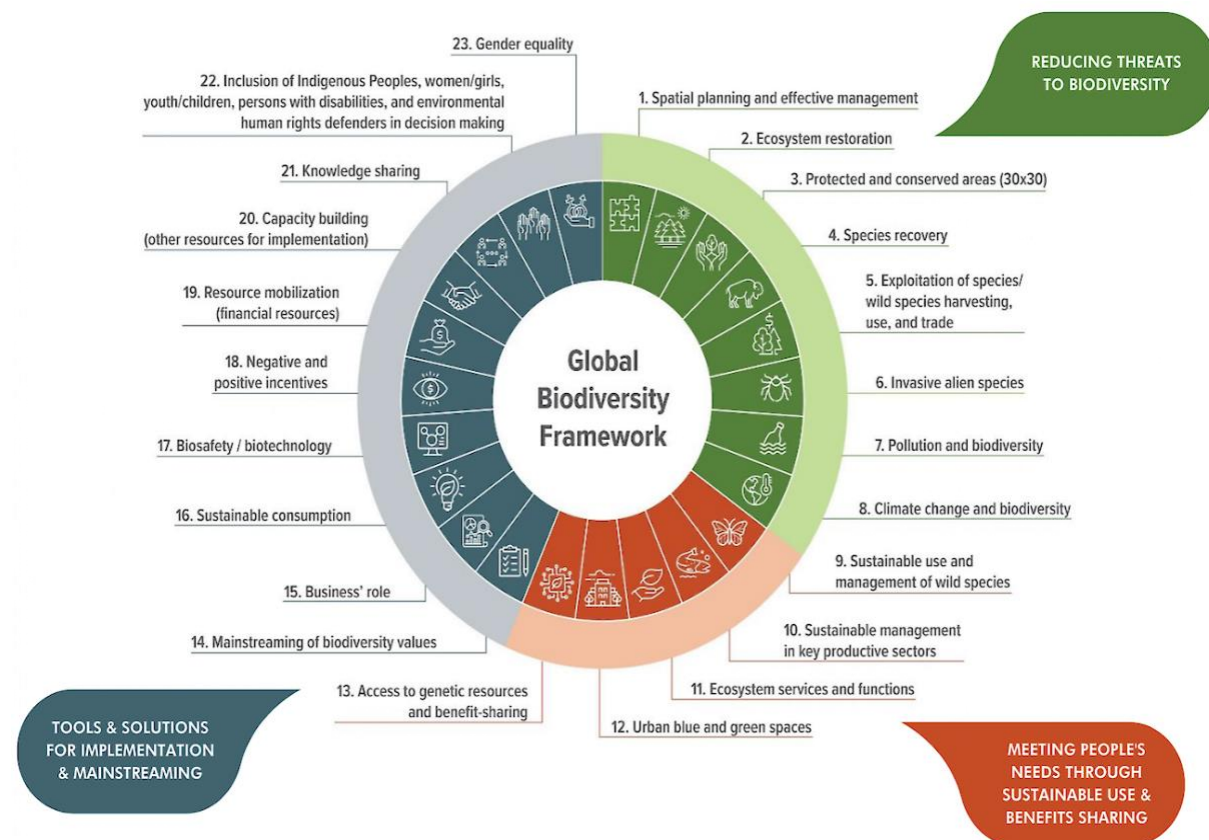 23. Gender equality
22. Inclusion of Indigenous Peoples, women/girls,
youth/children, persons with disabilities, and environmental
human rights defenders in decision making
21. Knowledge sharing
20. Capacity building
(other resources for implementation)
19. Resource mobilization
(financial resources)
18. Negative and
positive incentives
17. Biosafety / biotechnology
16. Sustainable consumption
15. Business' role
14. Mainstreaming of biodiversity values
13. Access to genetic resources
and benefit-sharing
12. Urban blue and green spaces
11. Ecosystem services and functions
10. Sustainable management
in key productive sectors
9. Sustainable use and
management of wild species
8. Climate change and biodiversity
7. Pollution and biodiversity
6. Invasive alien species
5. Exploitation of species/
wild species harvesting,
use, and trade
4. Species recovery
3. Protected and conserved areas (30x30)
2. Ecosystem restoration
1. Spatial planning and effective management
Global
Biodiversity
Framework
REDUCING THREATS
TO BIODIVERSITY
TOOLS & SOLUTIONS
FOR IMPLEMENTATION
& MAINSTREAMING
MEETING PEOPLE'S
NEEDS THROUGH
SUSTAINABLE USE &
BENEFITS SHARING